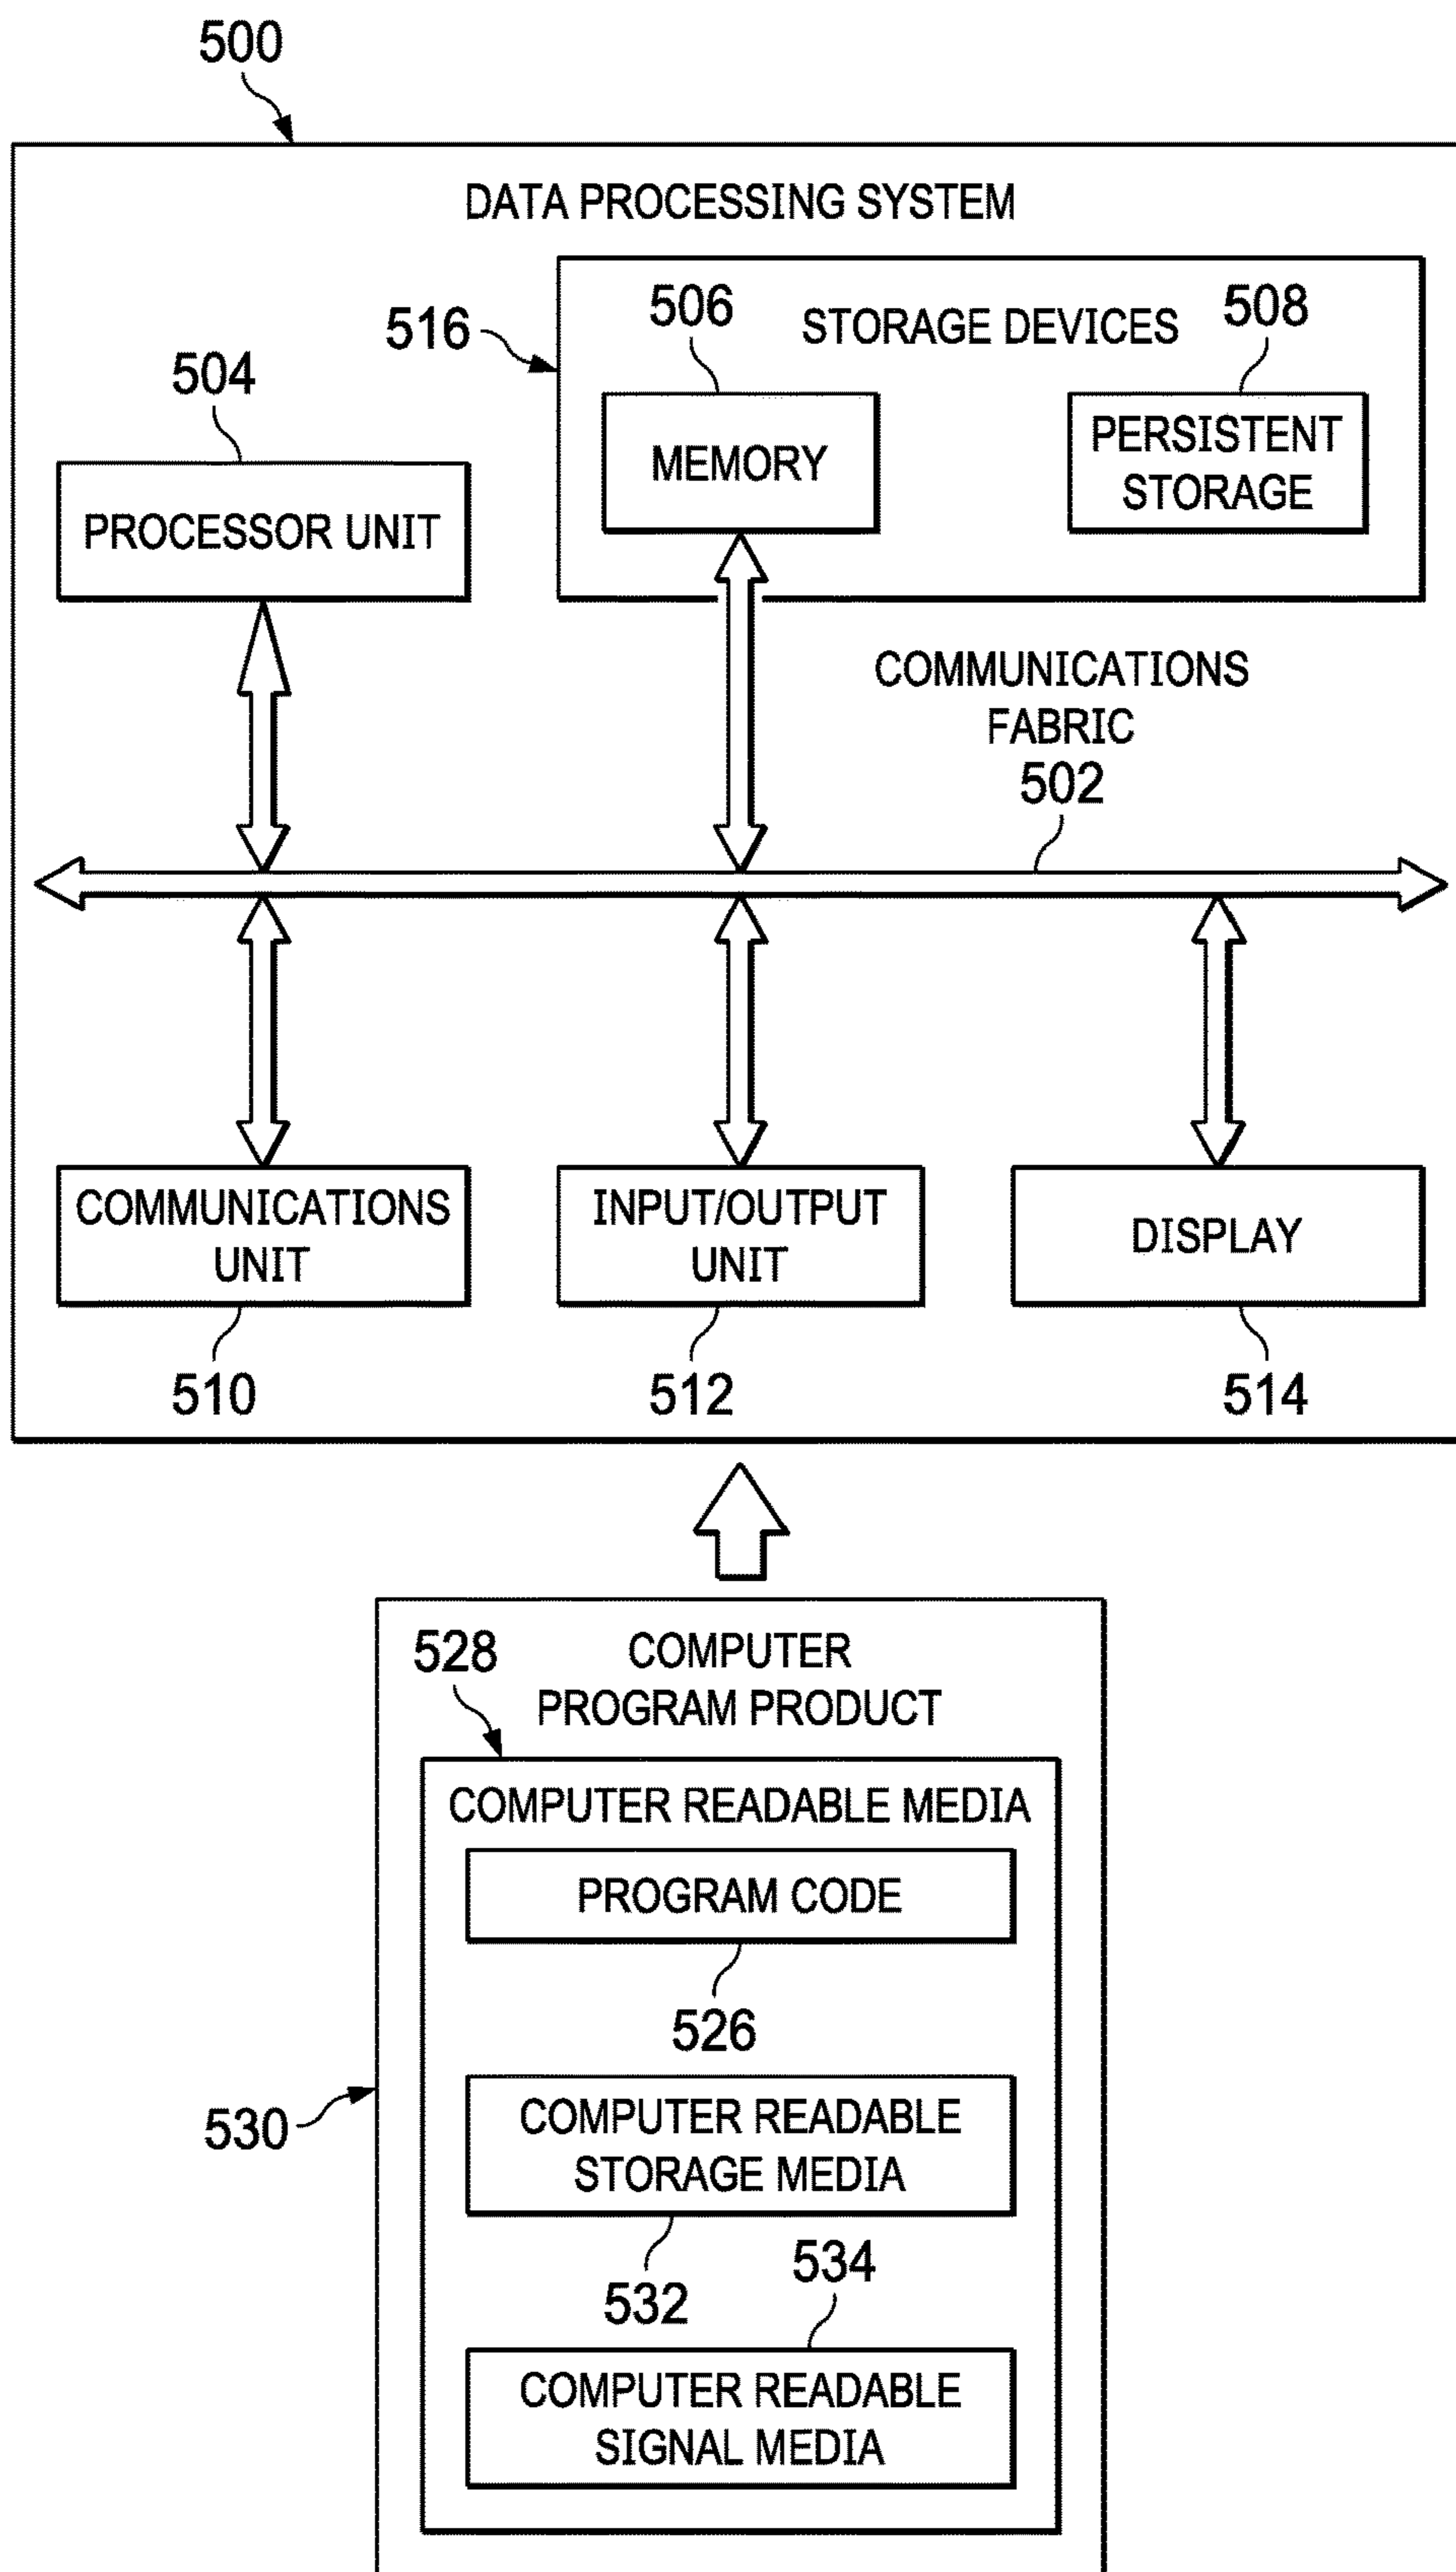 500
DATA PROCESSING SYSTEM
516
506
STORAGE DEVICES
508
504
MEMORY
PERSISTENT
STORAGE
PROCESSOR UNIT
COMMUNICATIONS
FABRIC
502
COMMUNICATIONS
UNIT
INPUT/OUTPUT
UNIT
DISPLAY
510
512
514
528
COMPUTER
PROGRAM PRODUCT
COMPUTER READABLE MEDIA
PROGRAM CODE
526
530
COMPUTER READABLE
STORAGE MEDIA
532
534
COMPUTER READABLE
SIGNAL MEDIA